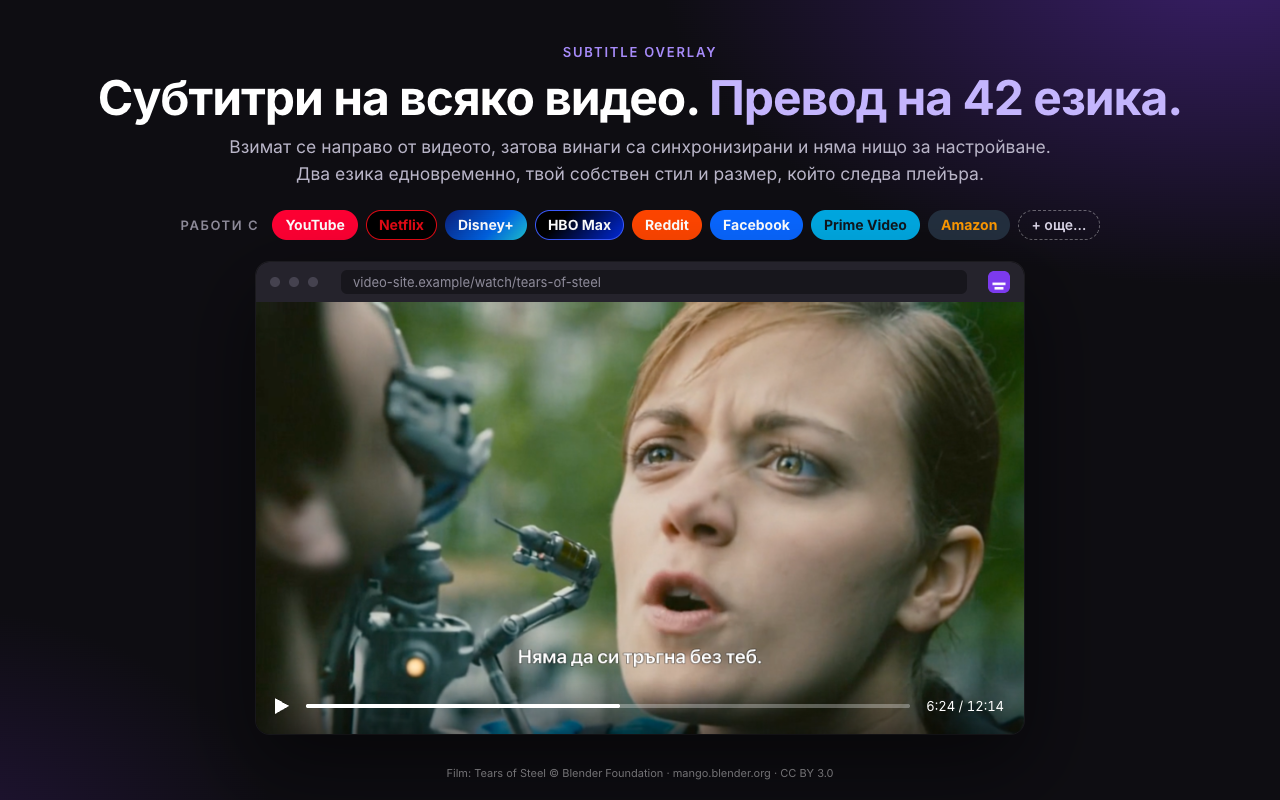 SUBTITLE OVERLAY
Субтитри на всяко видео. Превод на 42 езика.
Взимат се направо от видеото, затова винаги са синхронизирани и няма нищо за настройване.
Два езика едновременно, твой собствен стил и размер, който следва плейъра.
РАБОТИ С YouTube Netflix Disney+ HBO Max Reddit Facebook Prime Video Amazon + още...
video-site.example/watch/tears-of-steel
Няма да си тръгна без теб.
6:24 / 12:14
Film: Tears of Steel © Blender Foundation · mango.blender.org · CC BY 3.0